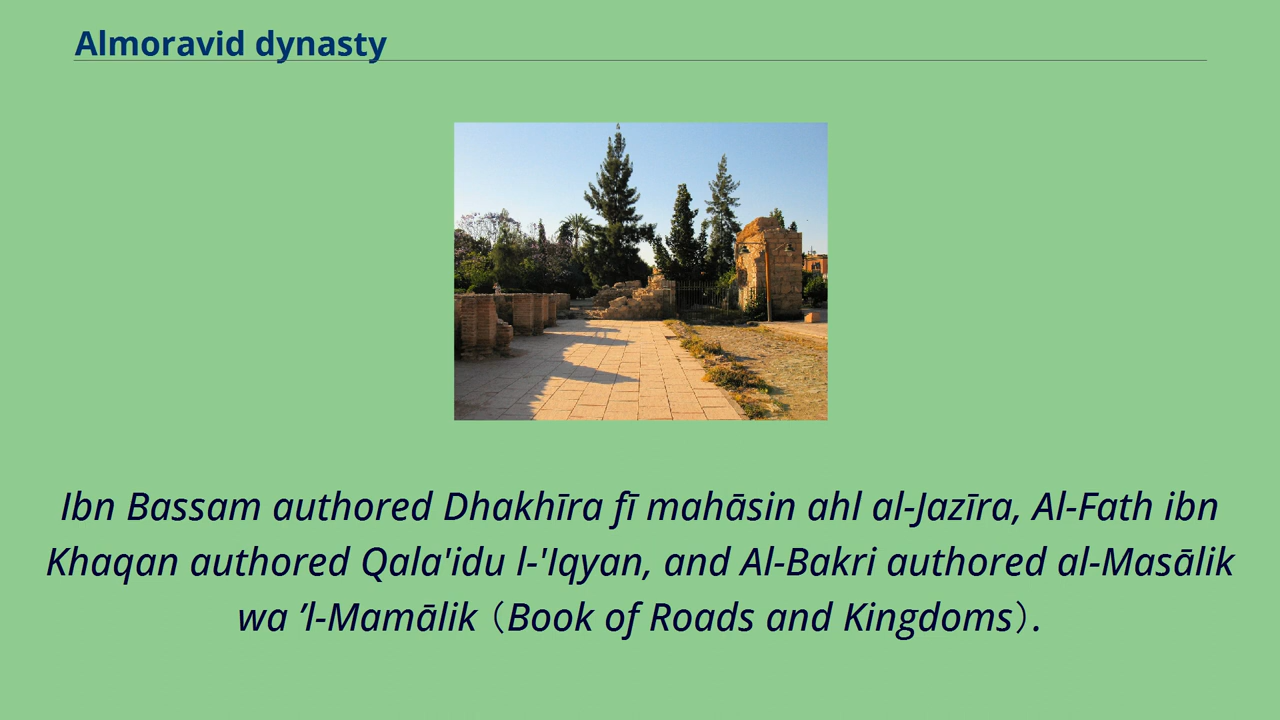 Almoravid dynasty
Ibn Bassam authored Dhakhīra fī mahāsin ahl al-Jazīra, Al-Fath ibn
Khaqan authored Qala'idu l-'Iqyan, and Al-Bakri authored al-Masālik
wa ’l-Mamālik（Book of Roads and Kingdoms）.